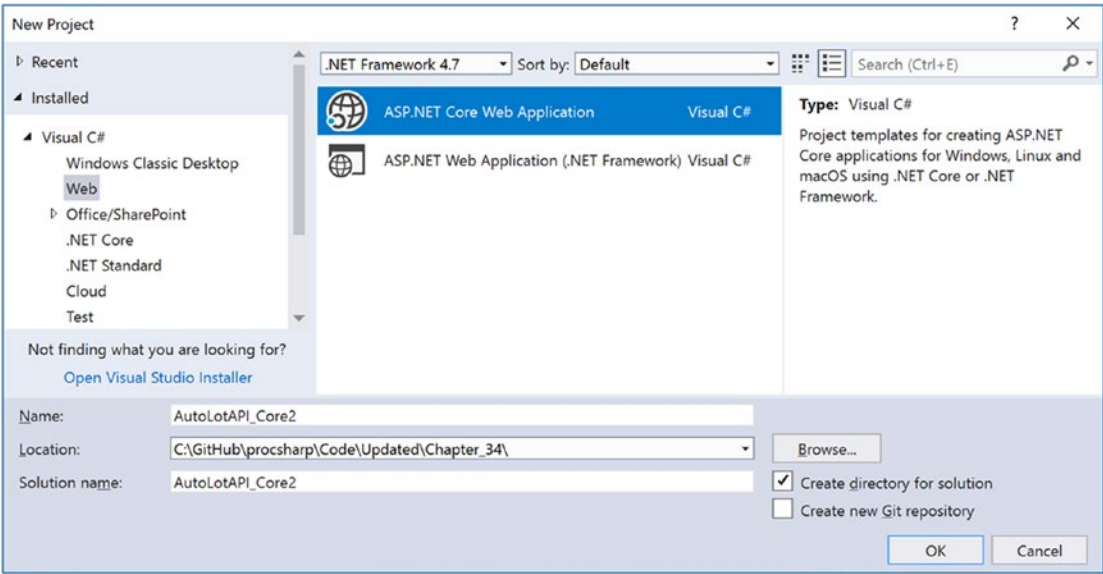 New Project
?
Recent
Installed
Visual C#
Windows Classic Desktop
Web
Office/SharePoint
.NET Core
.NET Standard
Cloud
Test
Not finding what you are looking for?
Open Visual Studio Installer
.NET Framework 4.7 Sort by: Default
Search (Ctrl+E)
ASP.NET Core Web Application Visual C#
ASP.NET Web Application (.NET Framework) Visual C#
Type: Visual C#
Project templates for creating ASP.NET
Core applications for Windows, Linux and
macOS using .NET Core or .NET
Framework.
Name: AutoLotAPI_Core2
Location: C:\GitHub\procsharp\Code\Updated\Chapter_34\ Browse...
Solution name: AutoLotAPI_Core2
Create directory for solution
Create new Git repository
OK Cancel